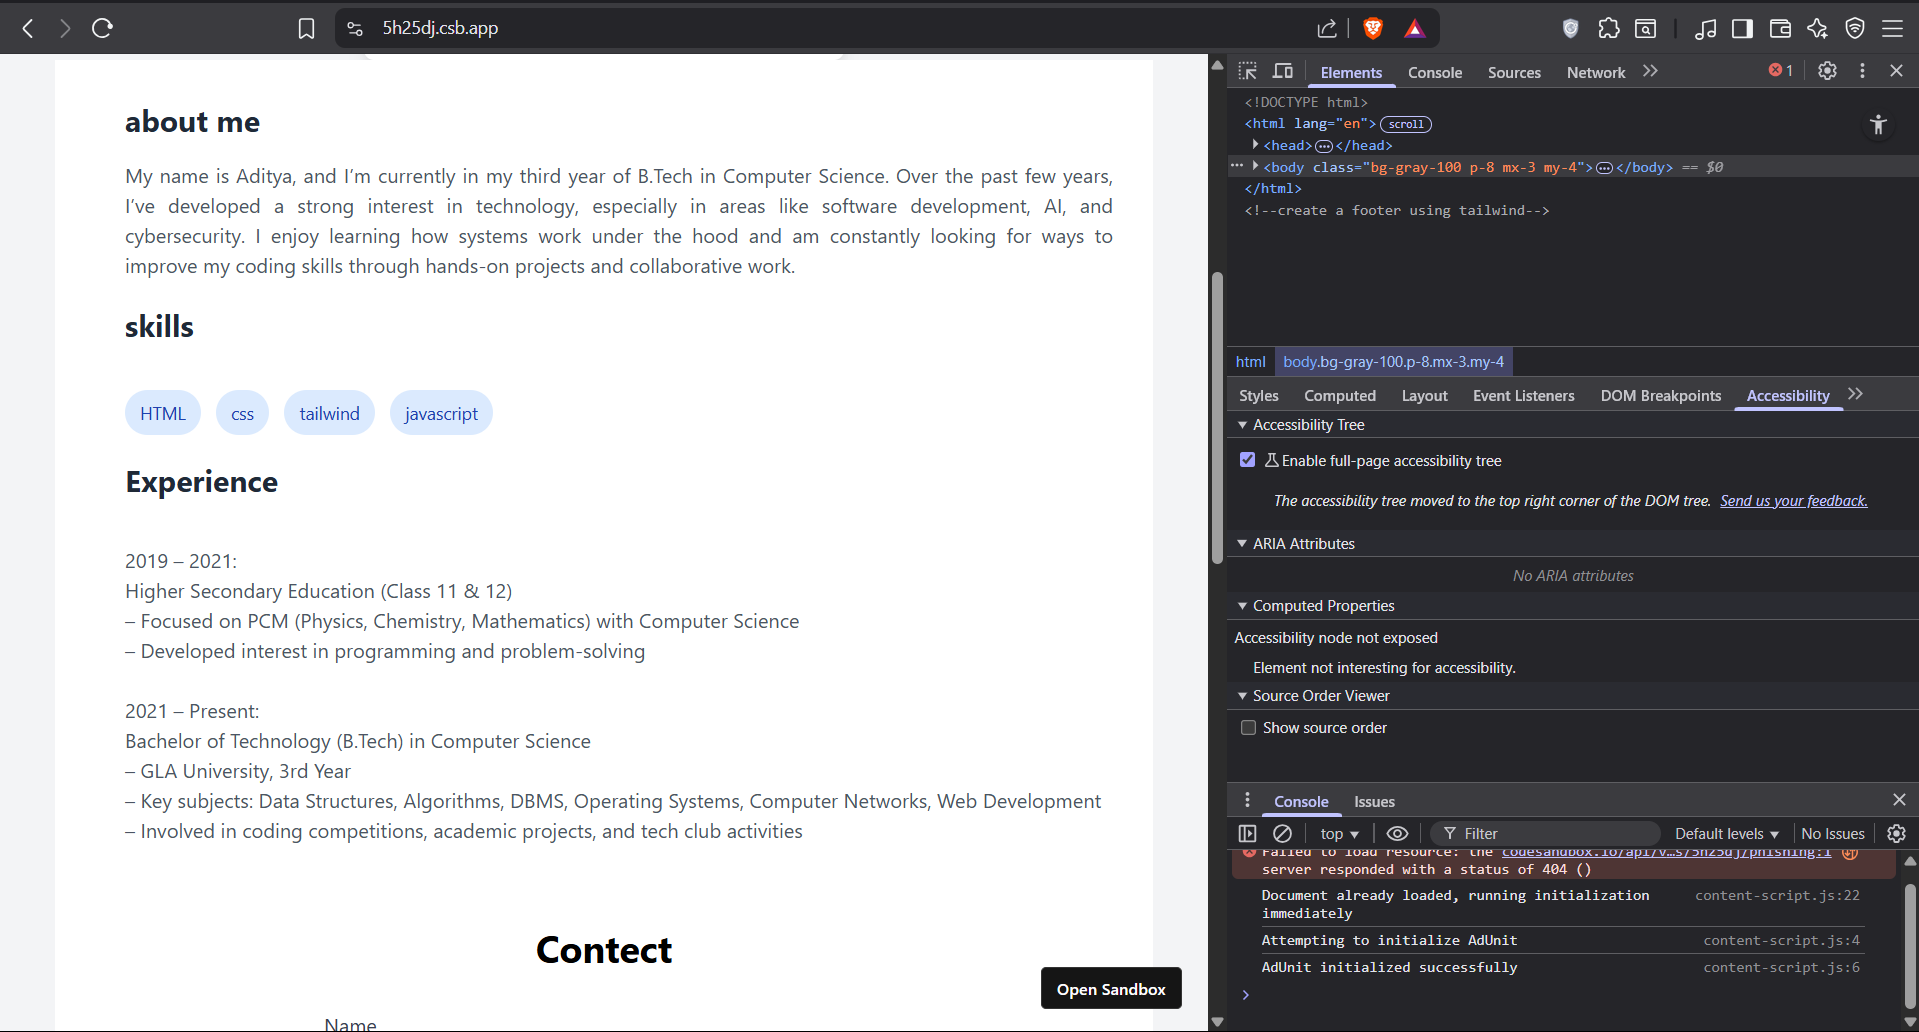 5h25dj.csb.app
about me
My name is Aditya, and I’m currently in my third year of B.Tech in Computer Science. Over the past few years,
I’ve developed a strong interest in technology, especially in areas like software development, AI, and
cybersecurity. I enjoy learning how systems work under the hood and am constantly looking for ways to
improve my coding skills through hands-on projects and collaborative work.
skills
HTML css tailwind javascript
Experience
2019 – 2021:
Higher Secondary Education (Class 11 & 12)
– Focused on PCM (Physics, Chemistry, Mathematics) with Computer Science
– Developed interest in programming and problem-solving
2021 – Present:
Bachelor of Technology (B.Tech) in Computer Science
– GLA University, 3rd Year
– Key subjects: Data Structures, Algorithms, DBMS, Operating Systems, Computer Networks, Web Development
– Involved in coding competitions, academic projects, and tech club activities
Contect
Open Sandbox
Name
Elements Console Sources Network 1
<!DOCTYPE html>
<html lang="en"> scroll
<head> … </head>
<body class="bg-gray-100 p-8 mx-3 my-4"> … </body> == $0
</html>
<!--create a footer using tailwind-->
html body.bg-gray-100.p-8.mx-3.my-4
Styles Computed Layout Event Listeners DOM Breakpoints Accessibility
Accessibility Tree
Enable full-page accessibility tree
The accessibility tree moved to the top right corner of the DOM tree. Send us your feedback.
ARIA Attributes
No ARIA attributes
Computed Properties
Accessibility node not exposed
Element not interesting for accessibility.
Source Order Viewer
Show source order
Console Issues
top Filter Default levels No Issues
Failed to load resource: the codesandbox.io/api/v…s/5h25dj/phishing:1
server responded with a status of 404 ()
Document already loaded, running initialization content-script.js:22
immediately
Attempting to initialize AdUnit content-script.js:4
AdUnit initialized successfully content-script.js:6